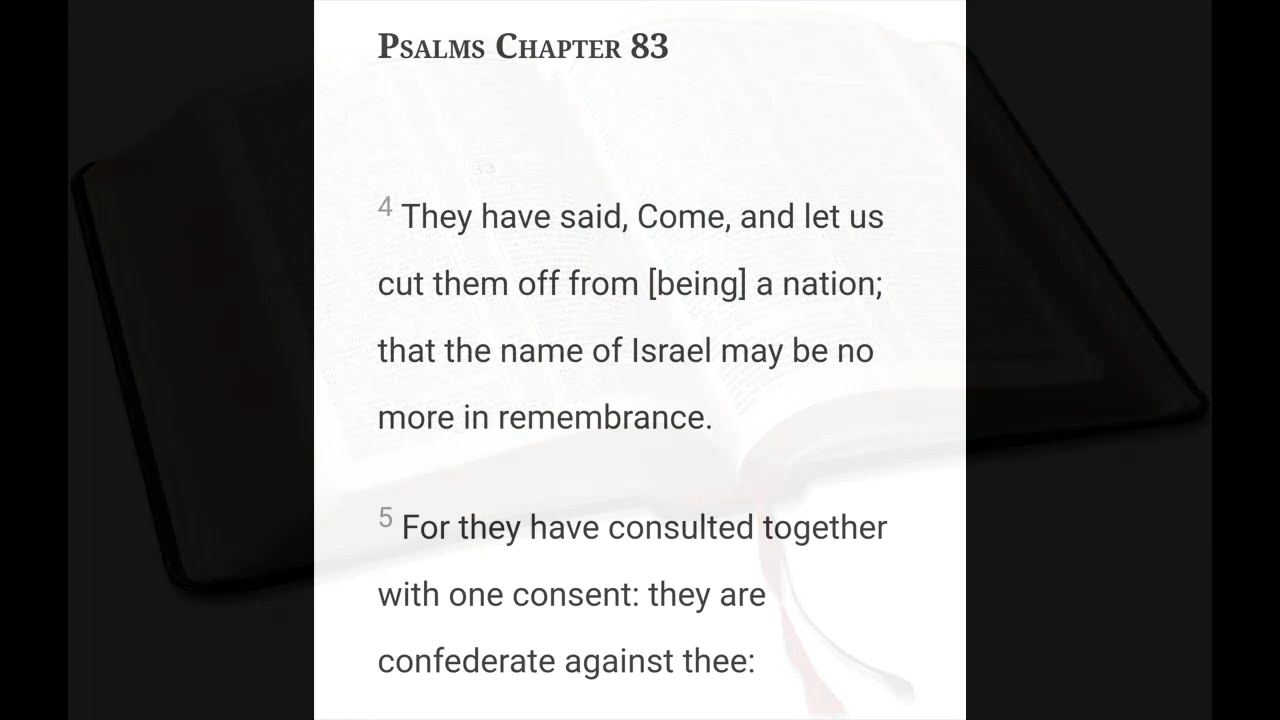 Psalms Chapter 83
4 They have said, Come, and let us
cut them off from [being] a nation;
that the name of Israel may be no
more in remembrance.
5 For they have consulted together
with one consent: they are
confederate against thee: